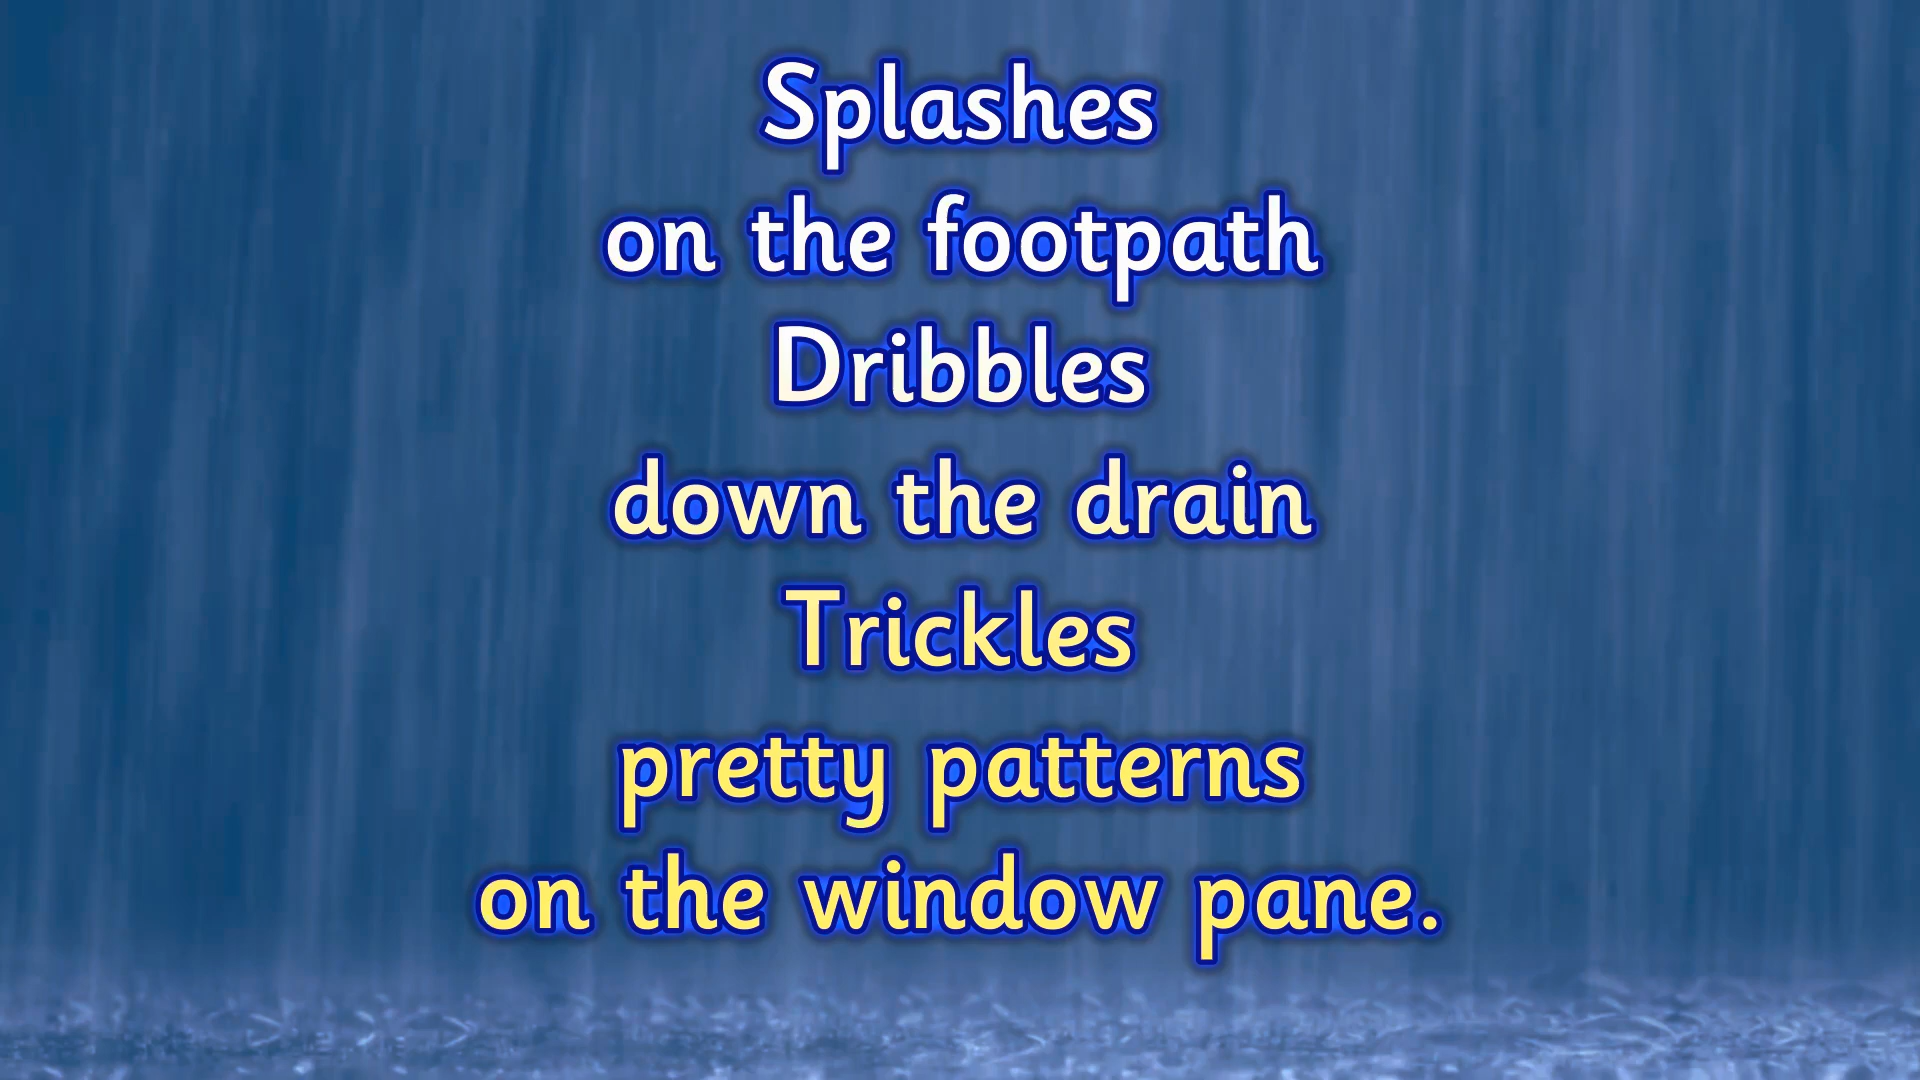 Splashes
on the footpath
Dribbles
down the drain
Trickles
pretty patterns
on the window pane.